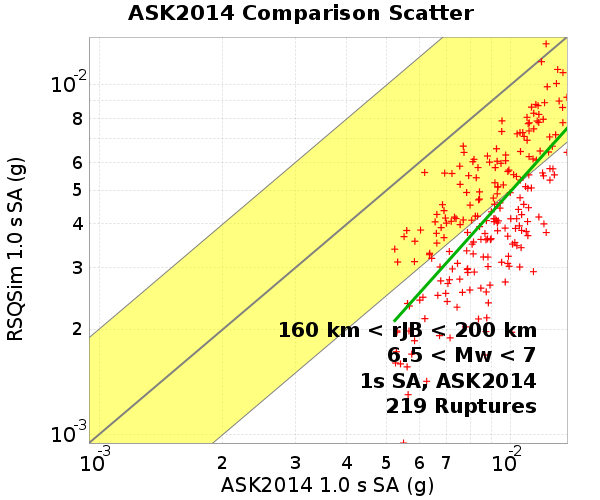 ASK2014 Comparison Scatter
RSQSim 1.0 s SA (g)
10-2
8
6
5
4
3
2
10-3
160 km < rJB < 200 km
6.5 < Mw < 7
1s SA, ASK2014
219 Ruptures
10-3 2 3 4 5 6 7 10-2
ASK2014 1.0 s SA (g)